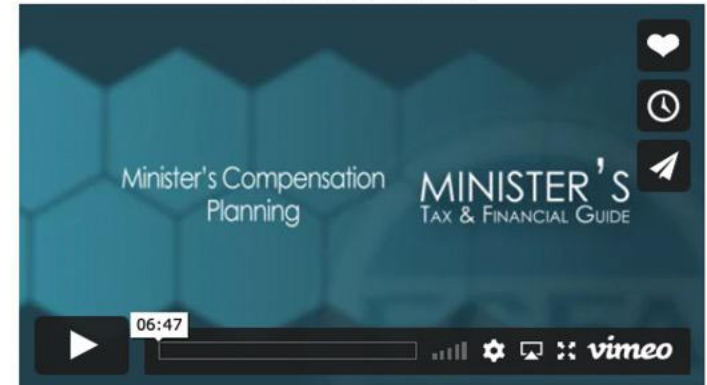 Minister's Compensation
Planning
MINISTER'S
TAX & FINANCIAL GUIDE
06:47
vimeo